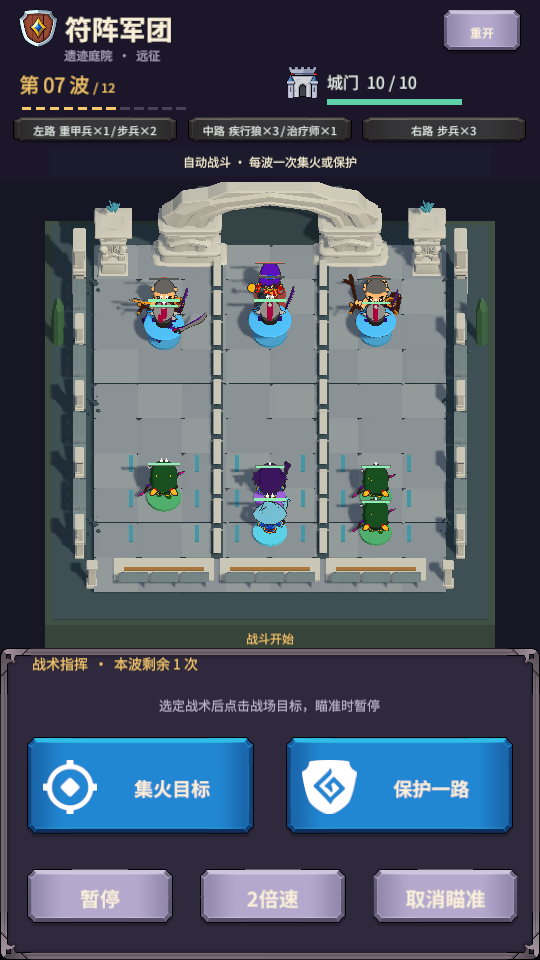 符阵军团
重开
遗迹庭院 · 远征
第 07 波 / 12
城门 10 / 10
左路 重甲兵×1/步兵×2
中路 疾行狼×3/治疗师×1
右路 步兵×3
自动战斗 · 每波一次集火或保护
战斗开始
战术指挥 · 本波剩余 1 次
选定战术后点击战场目标，瞄准时暂停
集火目标
保护一路
暂停
2倍速
取消瞄准